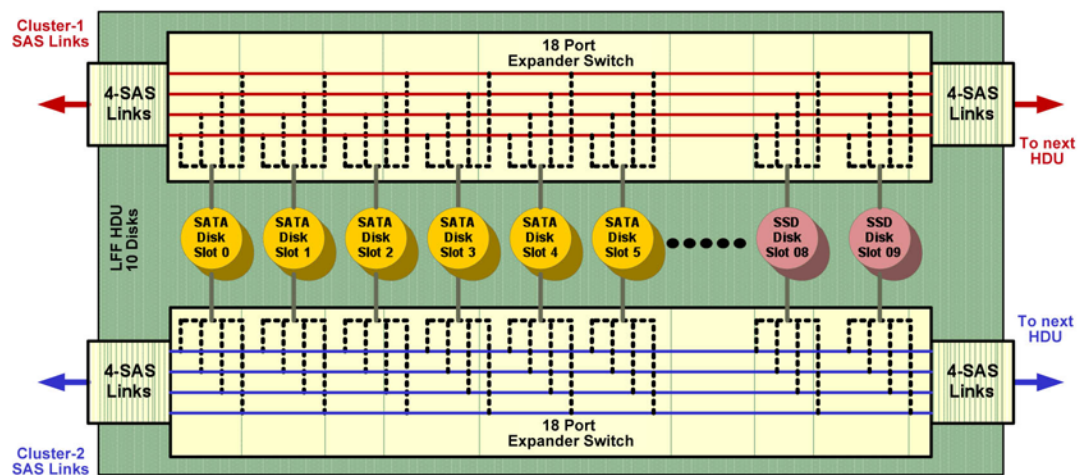 Cluster-1
SAS Links
18 Port
Expander Switch
4-SAS
Links
4-SAS
Links
To next
HDU
LFF HDU
10 Disks
SATA
Disk
Slot 0
SATA
Disk
Slot 1
SATA
Disk
Slot 2
SATA
Disk
Slot 3
SATA
Disk
Slot 4
SATA
Disk
Slot 5
SSD
Disk
Slot 08
SSD
Disk
Slot 09
To next
HDU
4-SAS
Links
4-SAS
Links
18 Port
Expander Switch
Cluster-2
SAS Links